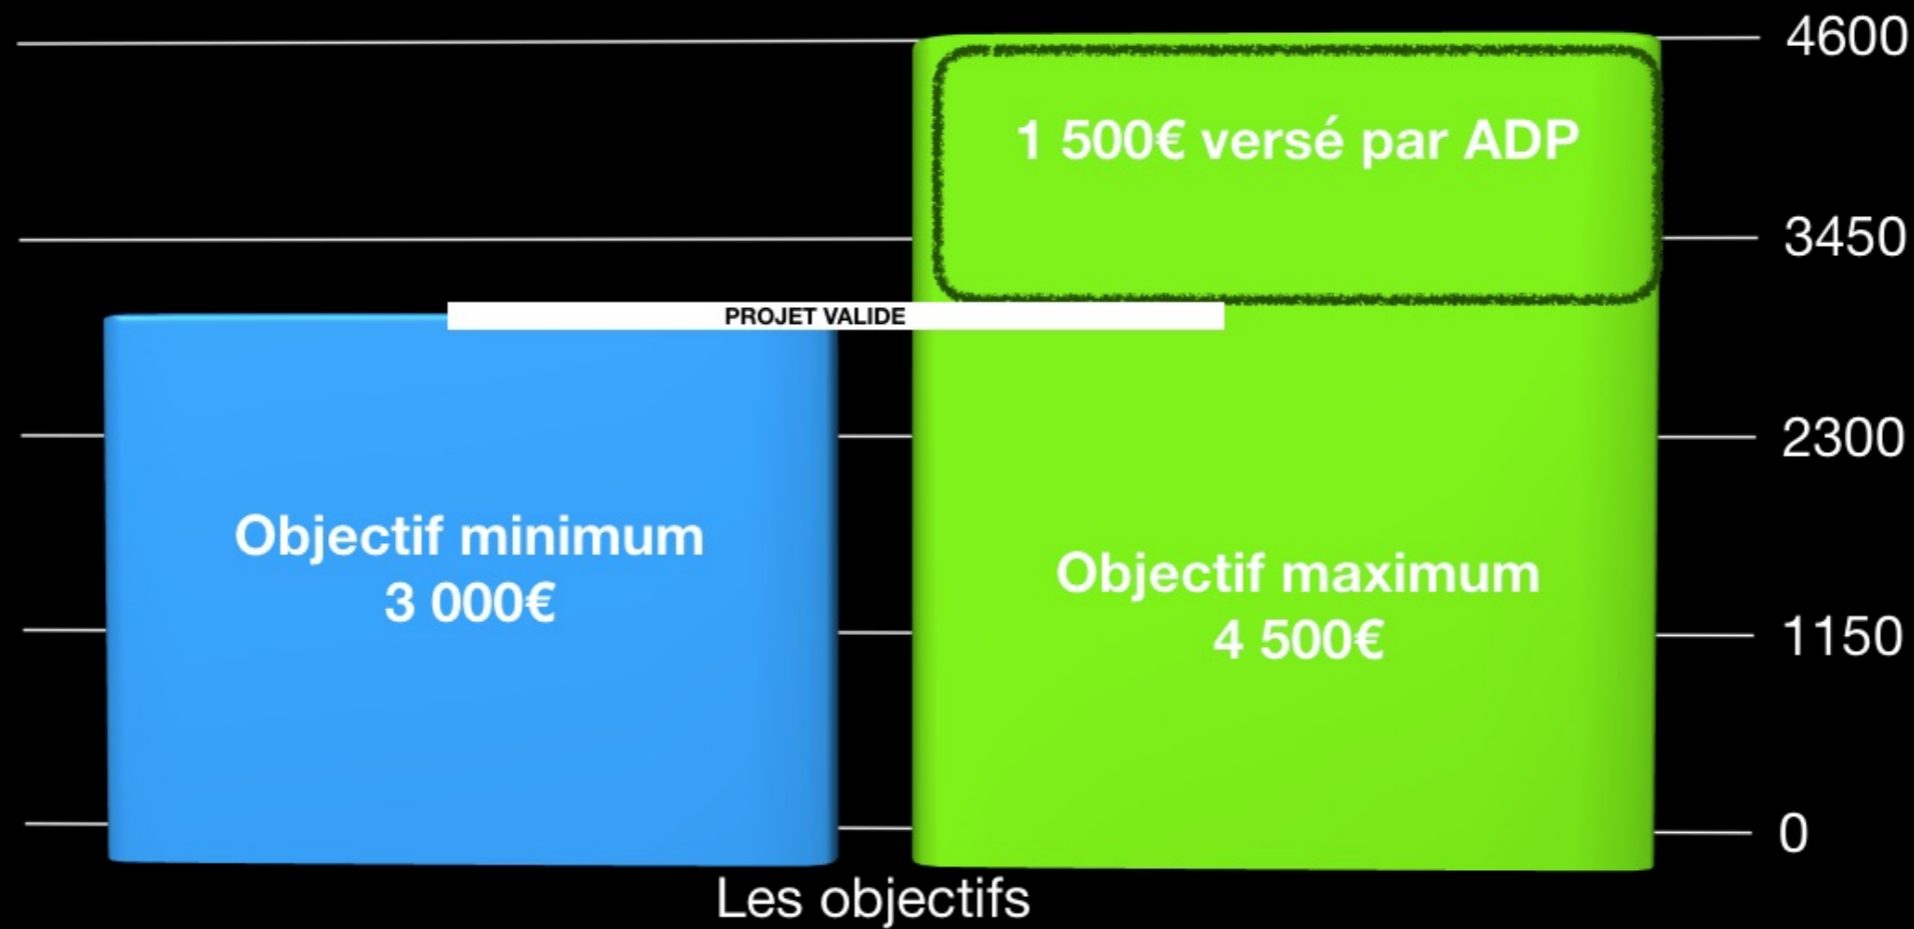 4600
1 500€ versé par ADP
3450
PROJET VALIDE
2300
Objectif minimum
3 000€
Objectif maximum
4 500€
1150
0
Les objectifs